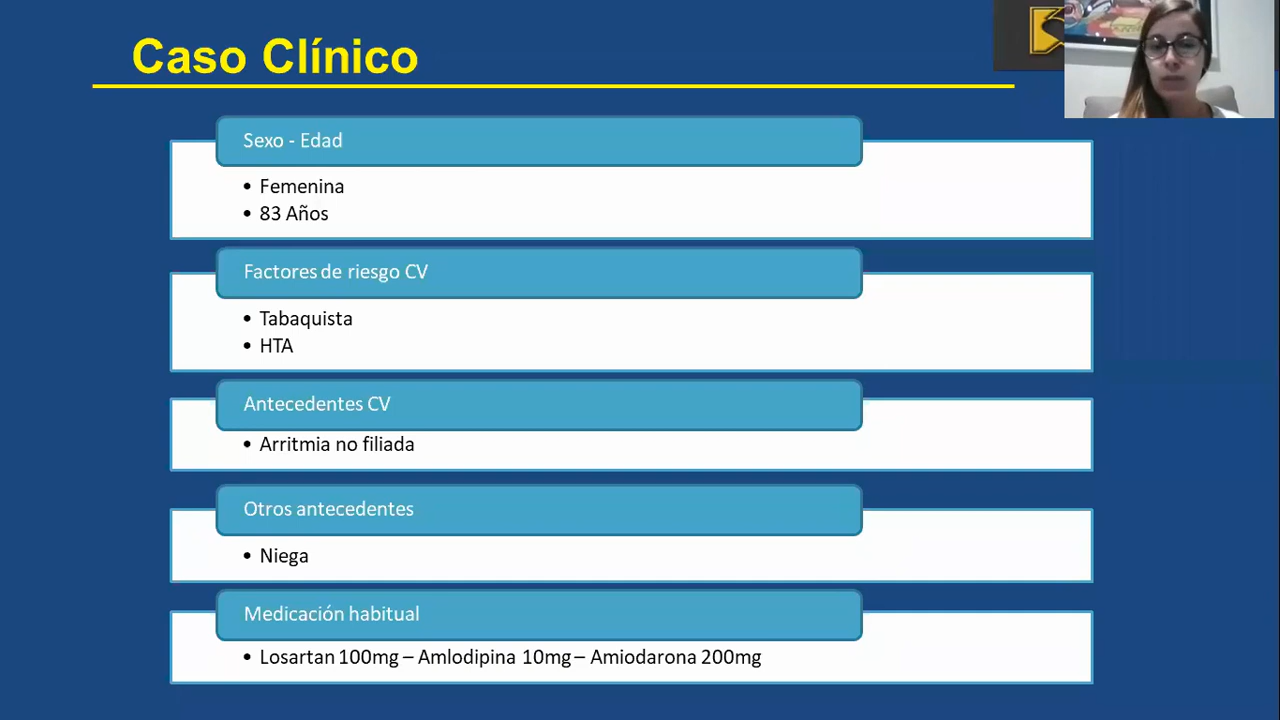 Caso Clínico
Sexo - Edad
• Femenina
• 83 Años
Factores de riesgo CV
• Tabaquista
• HTA
Antecedentes CV
• Arritmia no filiada
Otros antecedentes
• Niega
Medicación habitual
• Losartan 100mg – Amlodipina 10mg – Amiodarona 200mg